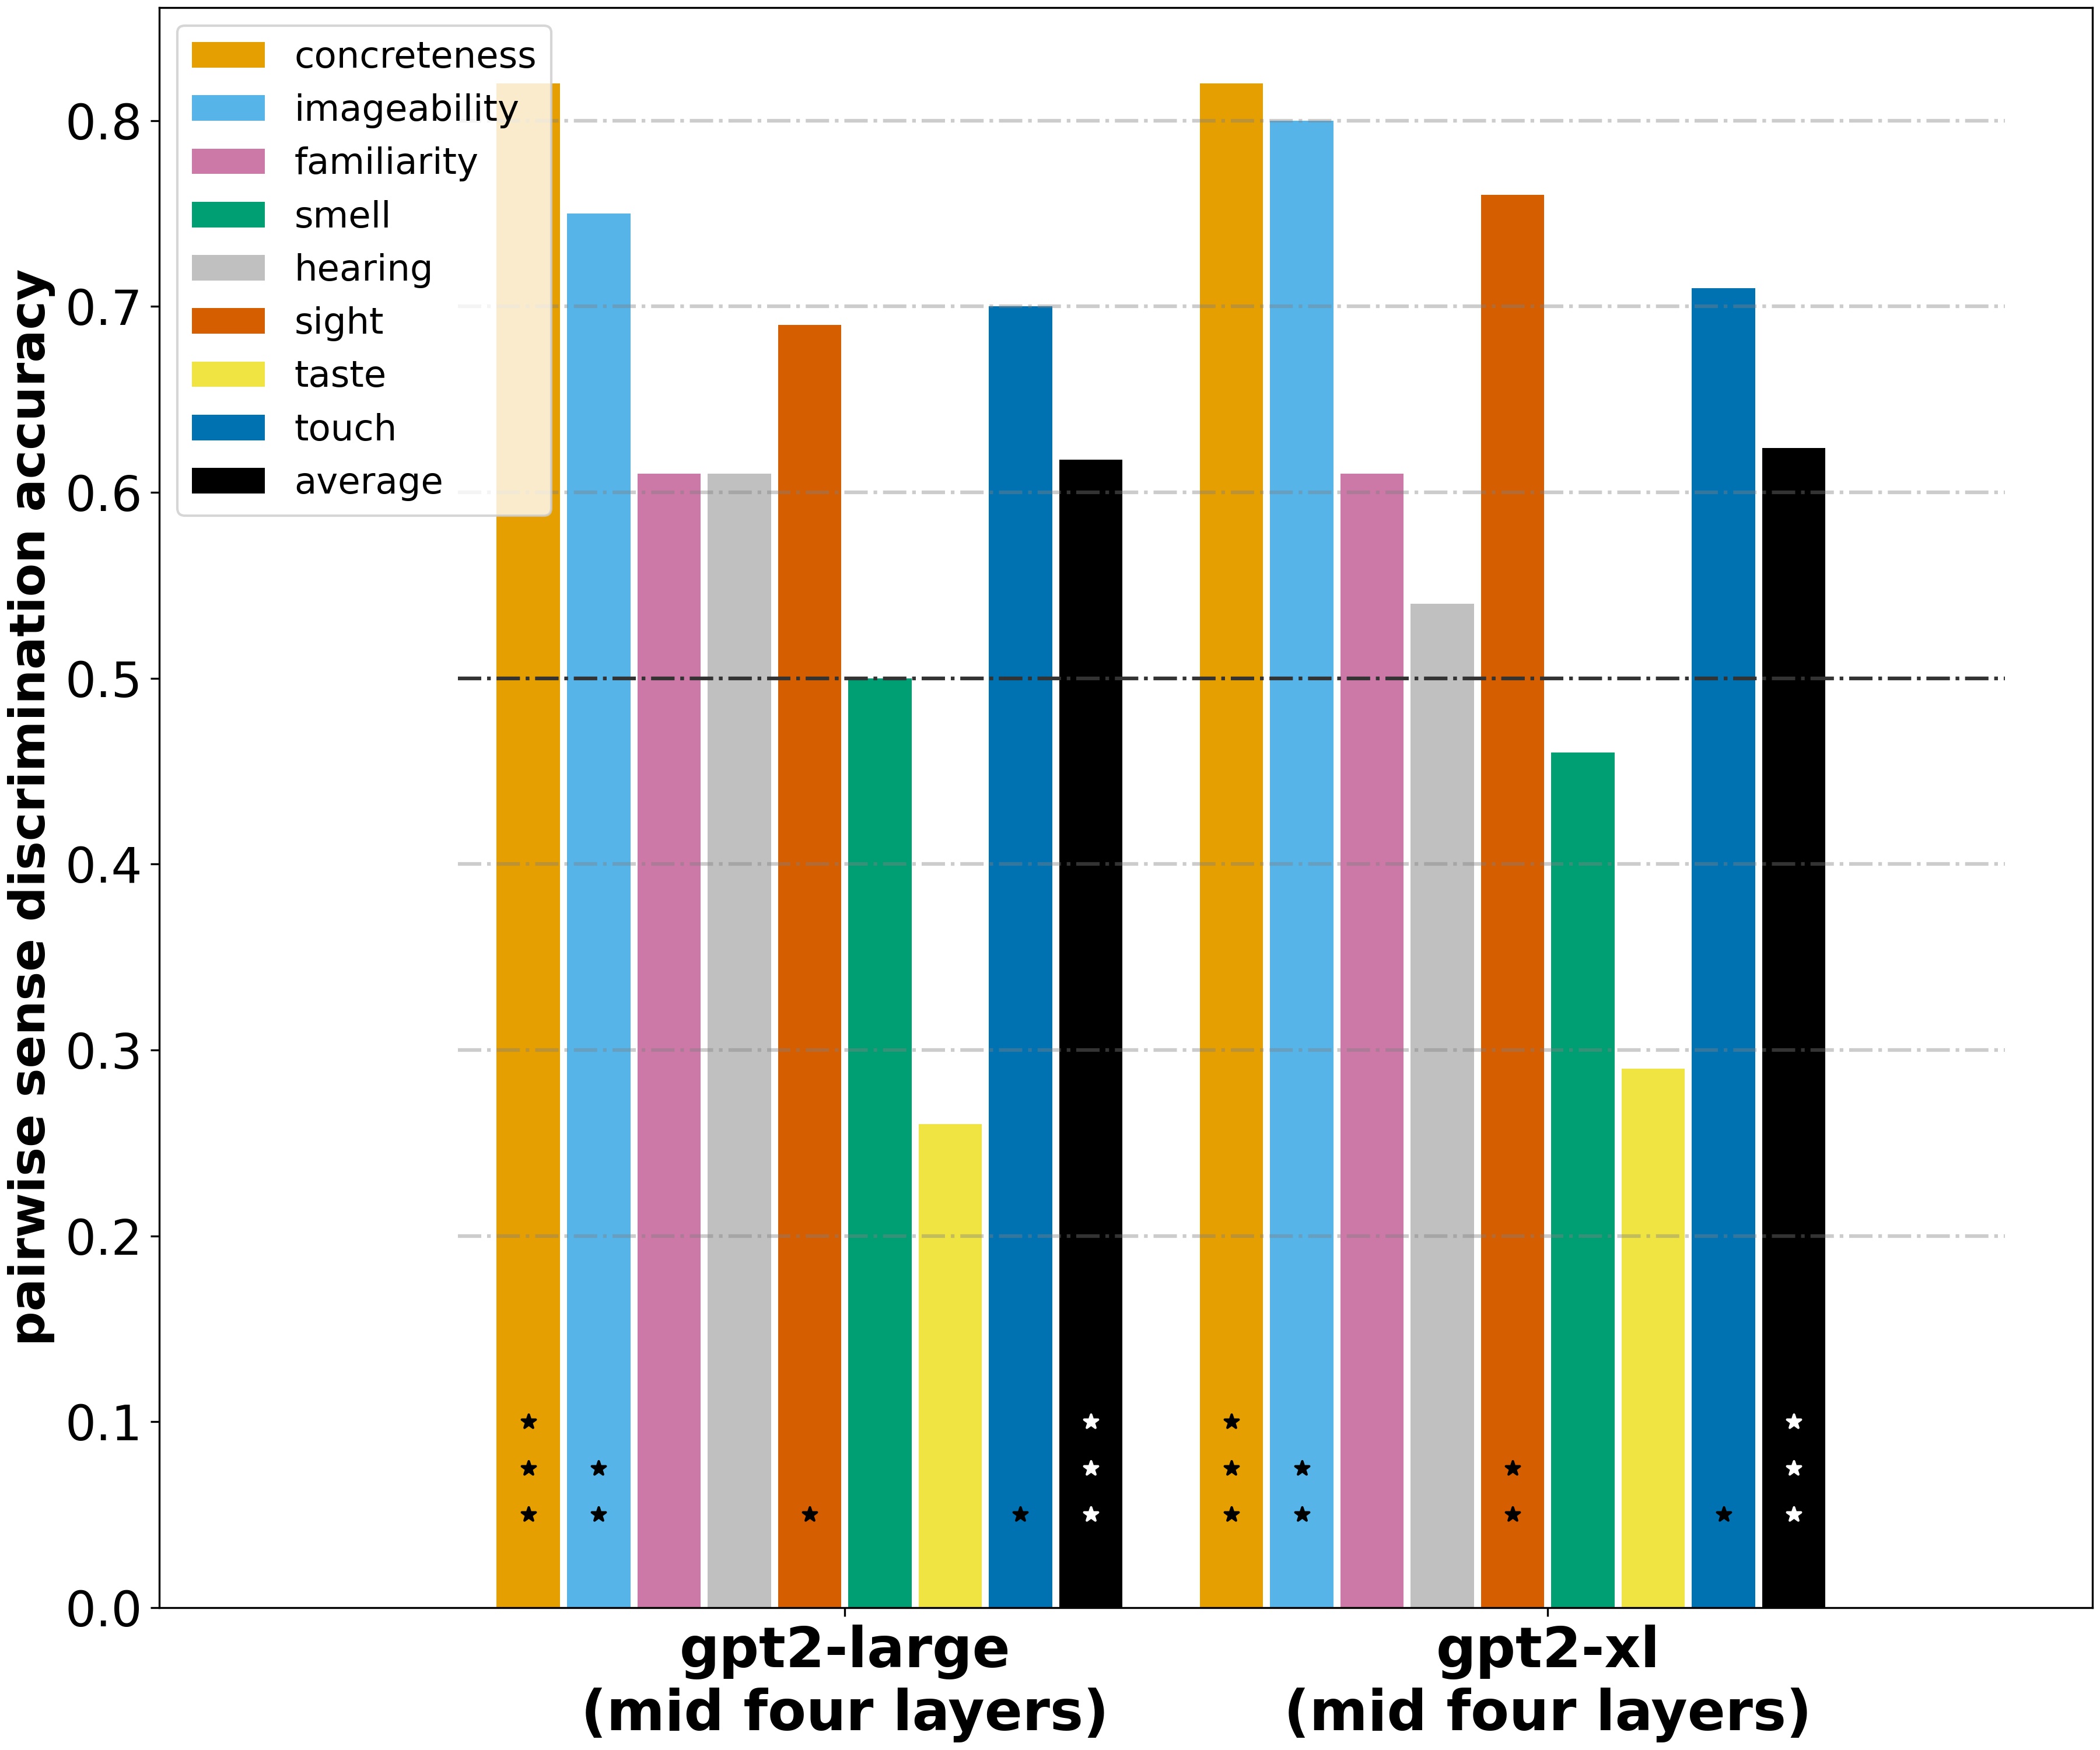 concreteness
imageability
familiarity
smell
hearing
sight
taste
touch
average
pairwise sense discrimination accuracy
0.8
0.7
0.6
0.5
0.4
0.3
0.2
0.1
0.0
gpt2-large
(mid four layers)
gpt2-xl
(mid four layers)